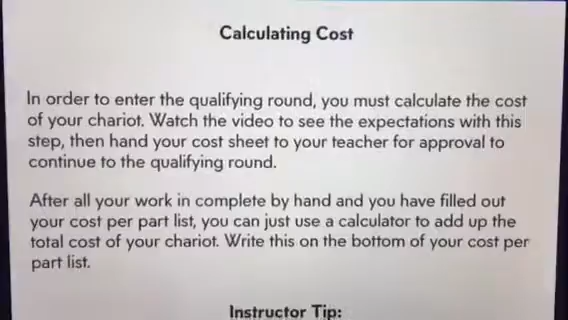 Calculating Cost
In order to enter the qualifying round, you must calculate the cost
of your chariot. Watch the video to see the expectations with this
step, then hand your cost sheet to your teacher for approval to
continue to the qualifying round.
After all your work in complete by hand and you have filled out
your cost per part list, you can just use a calculator to add up the
total cost of your chariot. Write this on the bottom of your cost per
part list.
Instructor Tip: